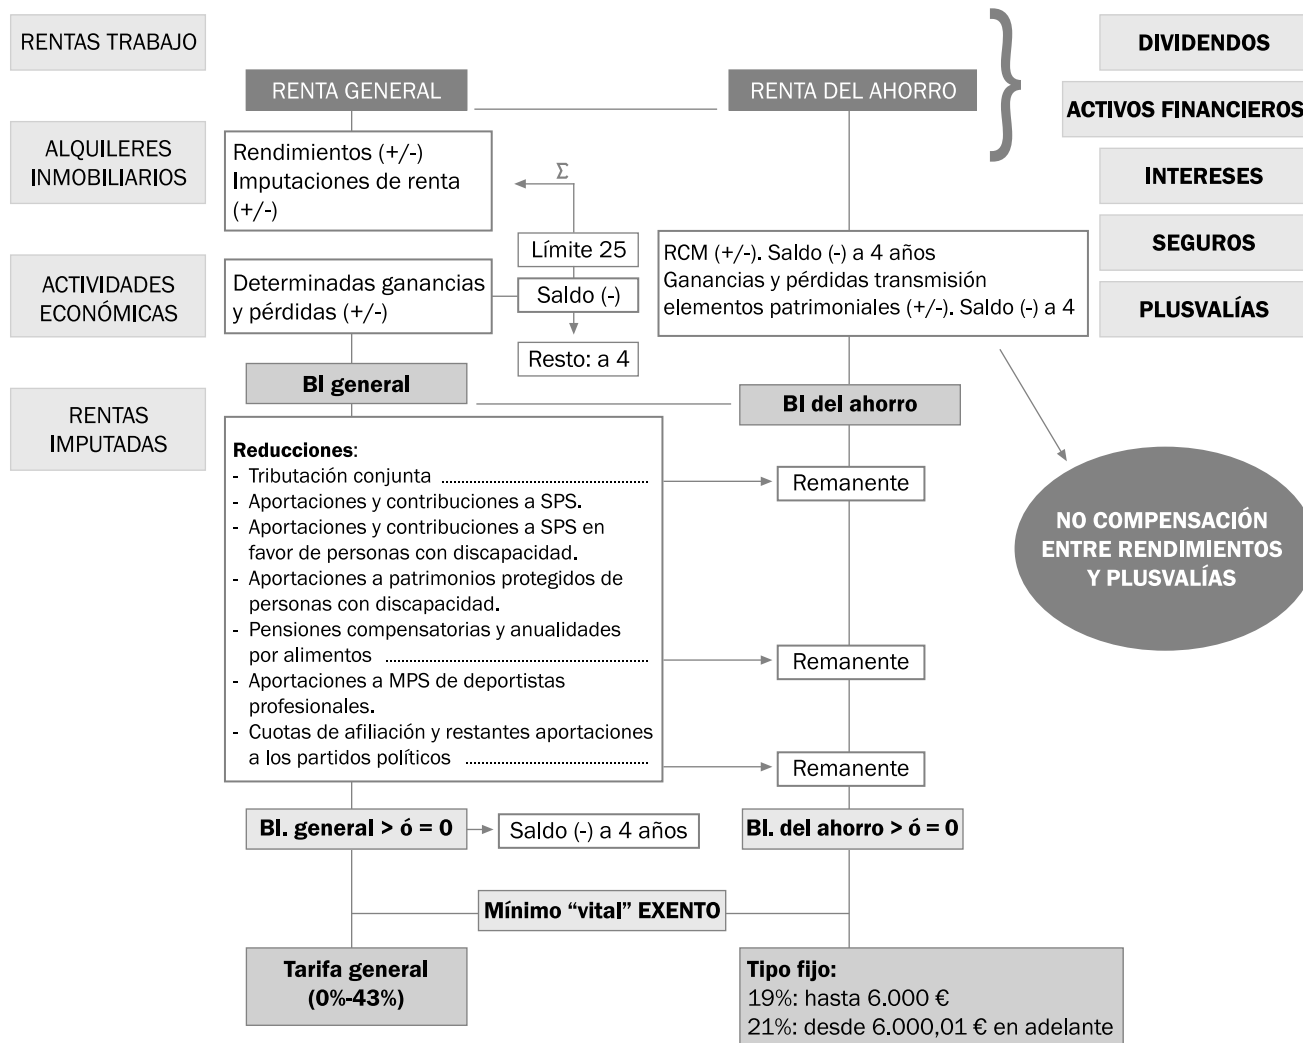 RENTAS TRABAJO
ALQUILERES
INMOBILIARIOS
ACTIVIDADES
ECONÓMICAS
RENTAS
IMPUTADAS
RENTA GENERAL
Rendimientos (+/-)
Imputaciones de renta
(+/-)
Σ
Límite 25
Determinadas ganancias
y pérdidas (+/-)
Saldo (-)
Resto: a 4
BI general
Reducciones:
- Tributación conjunta
- Aportaciones y contribuciones a SPS.
- Aportaciones y contribuciones a SPS en
favor de personas con discapacidad.
- Aportaciones a patrimonios protegidos de
personas con discapacidad.
- Pensiones compensatorias y anualidades
por alimentos
- Aportaciones a MPS de deportistas
profesionales.
- Cuotas de afiliación y restantes aportaciones
a los partidos políticos
BI. general > ó = 0
Saldo (-) a 4 años
RENTA DEL AHORRO
RCM (+/-). Saldo (-) a 4 años
Ganancias y pérdidas transmisión
elementos patrimoniales (+/-). Saldo (-) a 4
BI del ahorro
Remanente
Remanente
Remanente
BI. del ahorro > ó = 0
Mínimo “vital” EXENTO
Tarifa general
(0%-43%)
Tipo fijo:
19%: hasta 6.000 €
21%: desde 6.000,01 € en adelante
DIVIDENDOS
ACTIVOS FINANCIEROS
INTERESES
SEGUROS
PLUSVALÍAS
NO COMPENSACIÓN
ENTRE RENDIMIENTOS
Y PLUSVALÍAS